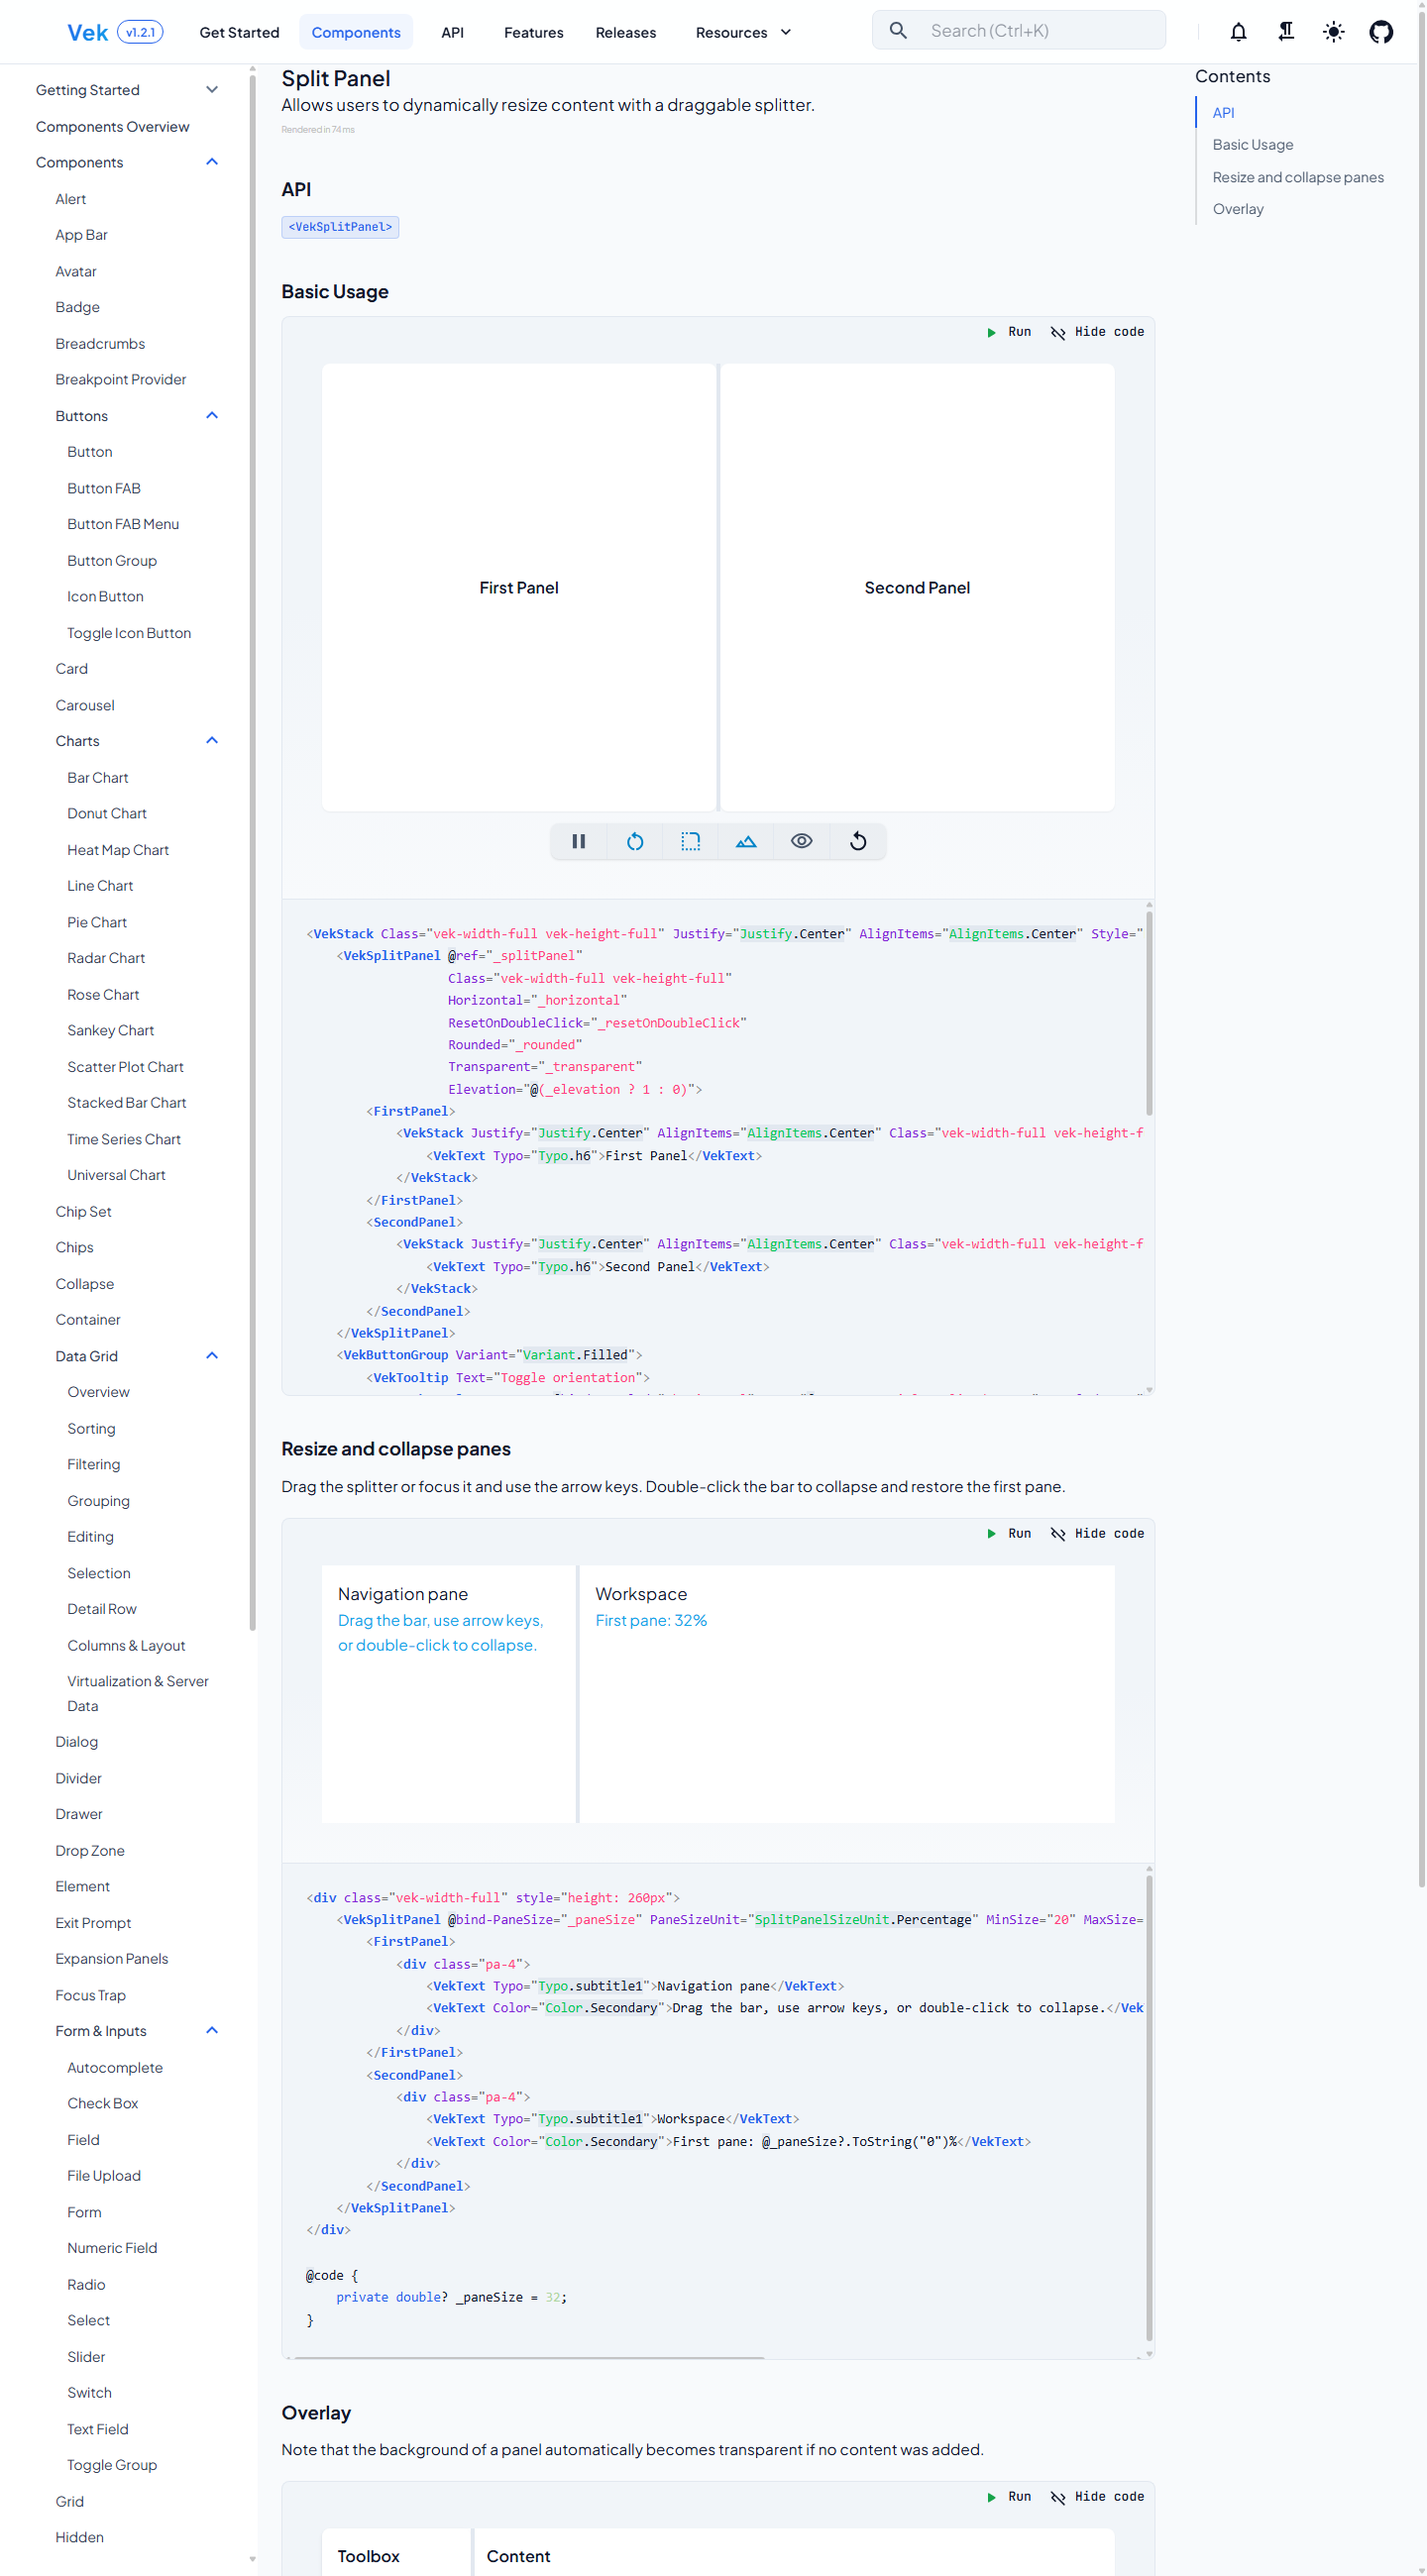 Vek v1.2.1 Get Started Components API Features Releases Resources Search (Ctrl+K)
Getting Started
Components Overview
Components
Alert
App Bar
Avatar
Badge
Breadcrumbs
Breakpoint Provider
Buttons
Button
Button FAB
Button FAB Menu
Button Group
Icon Button
Toggle Icon Button
Card
Carousel
Charts
Bar Chart
Donut Chart
Heat Map Chart
Line Chart
Pie Chart
Radar Chart
Rose Chart
Sankey Chart
Scatter Plot Chart
Stacked Bar Chart
Time Series Chart
Universal Chart
Chip Set
Chips
Collapse
Container
Data Grid
Overview
Sorting
Filtering
Grouping
Editing
Selection
Detail Row
Columns & Layout
Virtualization & Server
Data
Dialog
Divider
Drawer
Drop Zone
Element
Exit Prompt
Expansion Panels
Focus Trap
Form & Inputs
Autocomplete
Check Box
Field
File Upload
Form
Numeric Field
Radio
Select
Slider
Switch
Text Field
Toggle Group
Grid
Hidden
Split Panel
Allows users to dynamically resize content with a draggable splitter.
Rendered in 74 ms
API
<VekSplitPanel>
Basic Usage
Run Hide code
First Panel Second Panel
<VekStack Class="vek-width-full vek-height-full" Justify="Justify.Center" AlignItems="AlignItems.Center" Style="
<VekSplitPanel @ref="_splitPanel"
Class="vek-width-full vek-height-full"
Horizontal="_horizontal"
ResetOnDoubleClick="_resetOnDoubleClick"
Rounded="_rounded"
Transparent="_transparent"
Elevation="@(_elevation ? 1 : 0)">
<FirstPanel>
<VekStack Justify="Justify.Center" AlignItems="AlignItems.Center" Class="vek-width-full vek-height-f
<VekText Typo="Typo.h6">First Panel</VekText>
</VekStack>
</FirstPanel>
<SecondPanel>
<VekStack Justify="Justify.Center" AlignItems="AlignItems.Center" Class="vek-width-full vek-height-f
<VekText Typo="Typo.h6">Second Panel</VekText>
</VekStack>
</SecondPanel>
</VekSplitPanel>
<VekButtonGroup Variant="Variant.Filled">
<VekTooltip Text="Toggle orientation">
Resize and collapse panes
Drag the splitter or focus it and use the arrow keys. Double-click the bar to collapse and restore the first pane.
Run Hide code
Navigation pane
Drag the bar, use arrow keys,
or double-click to collapse.
Workspace
First pane: 32%
<div class="vek-width-full" style="height: 260px">
<VekSplitPanel @bind-PaneSize="_paneSize" PaneSizeUnit="SplitPanelSizeUnit.Percentage" MinSize="20" MaxSize=
<FirstPanel>
<div class="pa-4">
<VekText Typo="Typo.subtitle1">Navigation pane</VekText>
<VekText Color="Color.Secondary">Drag the bar, use arrow keys, or double-click to collapse.</Vek
</div>
</FirstPanel>
<SecondPanel>
<div class="pa-4">
<VekText Typo="Typo.subtitle1">Workspace</VekText>
<VekText Color="Color.Secondary">First pane: @_paneSize?.ToString("0")%</VekText>
</div>
</SecondPanel>
</VekSplitPanel>
</div>
@code {
private double? _paneSize = 32;
}
Overlay
Note that the background of a panel automatically becomes transparent if no content was added.
Run Hide code
Toolbox Content
Contents
API
Basic Usage
Resize and collapse panes
Overlay